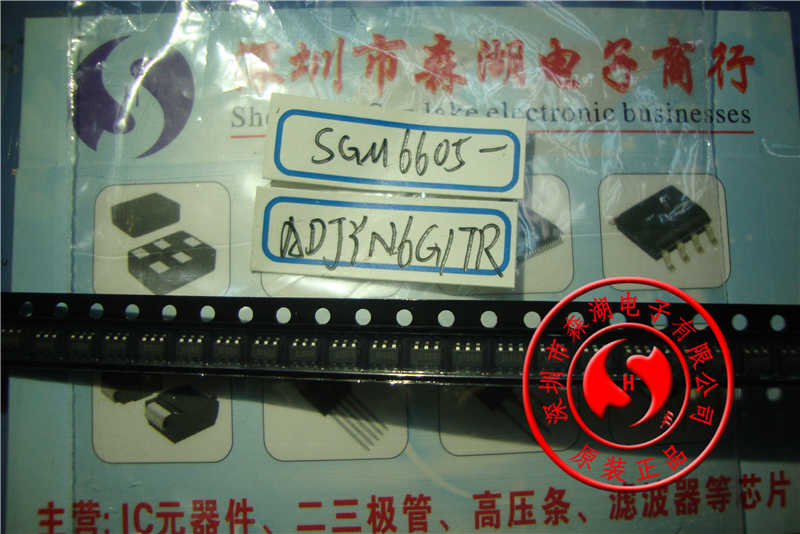 深圳市森湖电子商行
lake electronic businesses
SGM6605-
ADJYN6G/TR
深圳市森湖电子有限公司
H
原装正品
主营: IC元器件、二三极管、高压条、滤波器等芯片